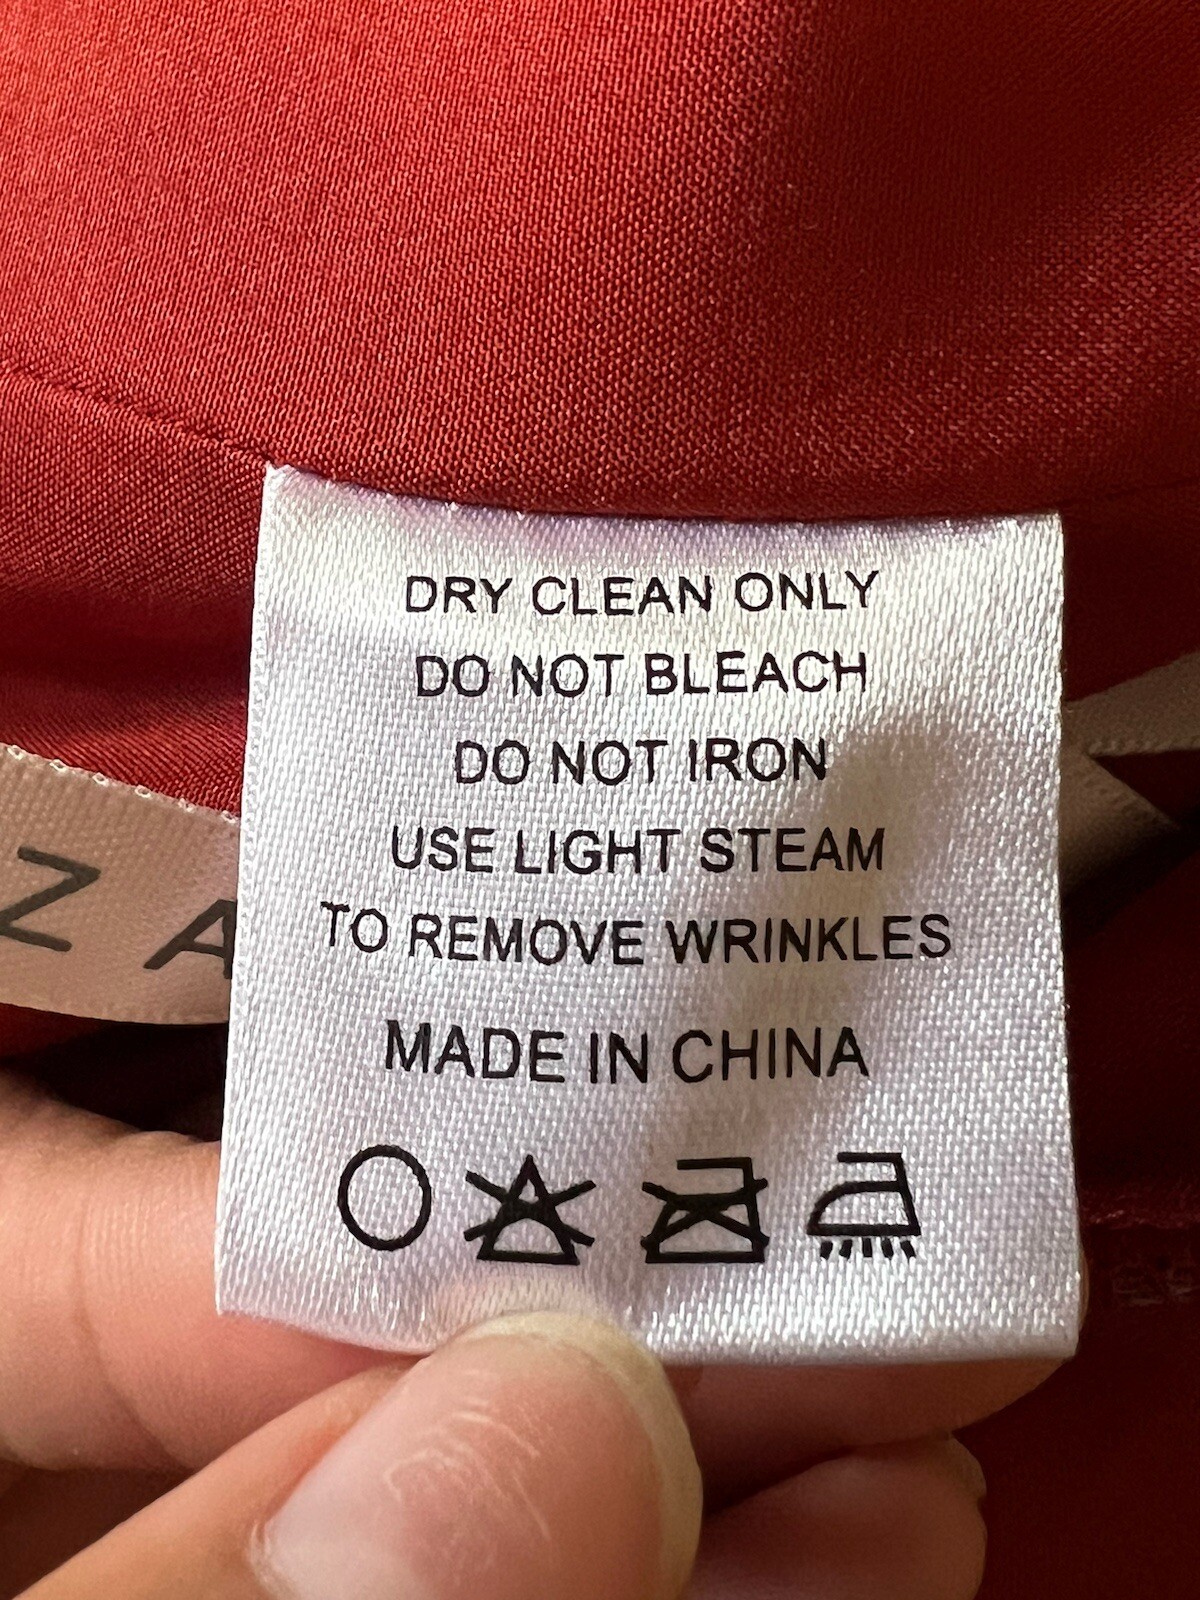 DRY CLEAN ONLY
DO NOT BLEACH
DO NOT IRON
USE LIGHT STEAM
TO REMOVE WRINKLES
MADE IN CHINA
Z A